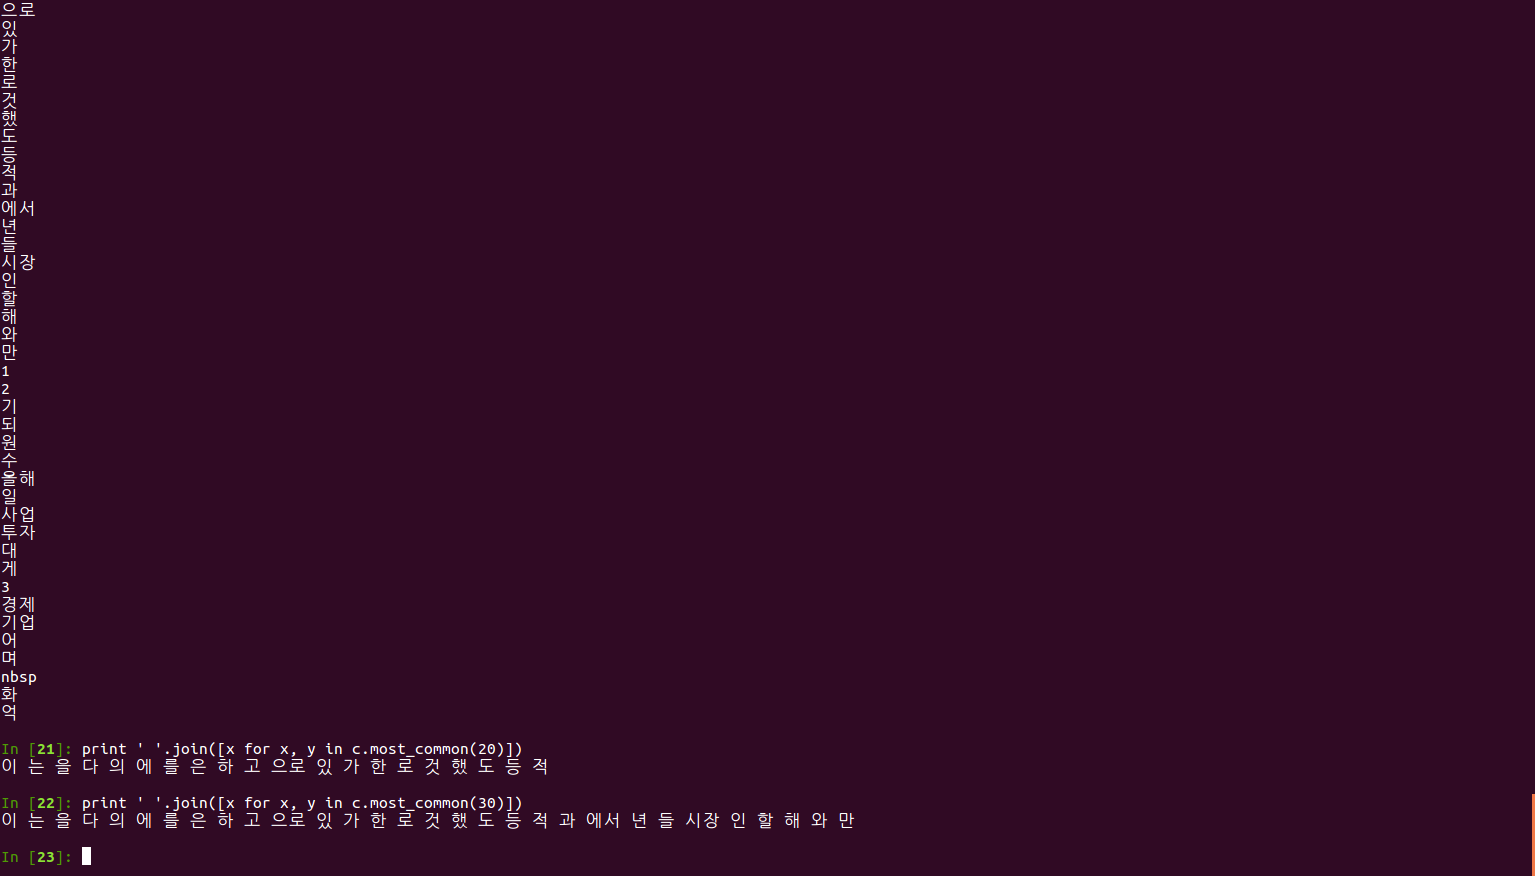 으로
있
가
한
로
것
했
도
등
적
과
에서
년
들
시장
인
할
해
와
만
1
2
기
되
원
수
올해
일
사업
투자
대
게
3
경제
기업
어
며
nbsp
화
억
In [21]: print ' '.join([x for x, y in c.most_common(20)])
이 는 을 다 의 에 를 은 하 고 으로 있 가 한 로 것 했 도 등 적
In [22]: print ' '.join([x for x, y in c.most_common(30)])
이 는 을 다 의 에 를 은 하 고 으로 있 가 한 로 것 했 도 등 적 과 에서 년 들 시장 인 할 해 와 만
In [23]: